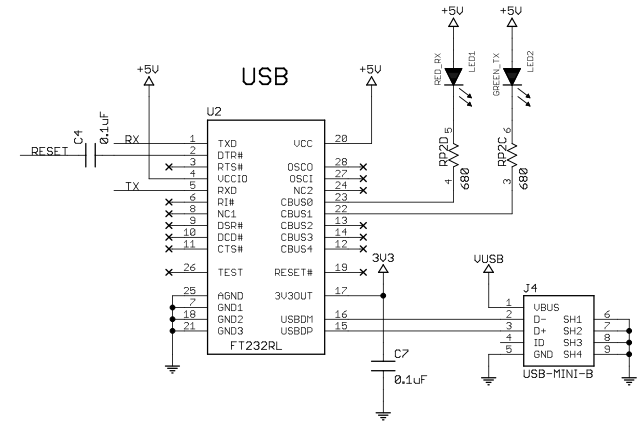 USB
+5V
+5V
+5V
+5V
RED_RX
LED1
GREEN_TX
LED2
RP2D
5
4
680
RP2C
6
3
680
C4
0.1uF
RESET
RX
TX
U2
1 TXD
2 DTR#
3 RTS#
4 VCCIO
5 RXD
6 RI#
8 NC1
9 DSR#
10 DCD#
11 CTS#
26 TEST
25 AGND
7 GND1
18 GND2
21 GND3
VCC 20
OSCO 28
OSCI 27
NC2 24
CBUS0 23
CBUS1 22
CBUS2 13
CBUS3 14
CBUS4 12
RESET# 19
3V3OUT 17
USBDM 16
USBDP 15
FT232RL
3V3
C7
0.1uF
VUSB
J4
1 VBUS
2 D-
3 D+
4 ID
5 GND
SH1 6
SH2 7
SH3 8
SH4 9
USB-MINI-B